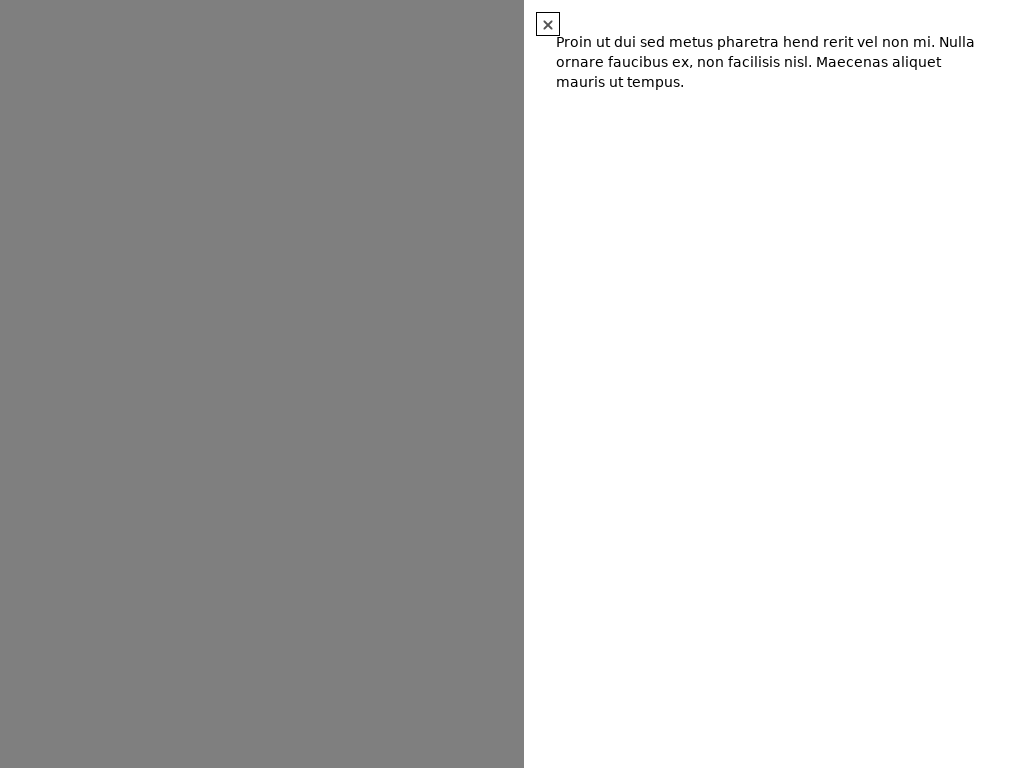 Proin ut dui sed metus pharetra hend rerit vel non mi. Nulla
ornare faucibus ex, non facilisis nisl. Maecenas aliquet
mauris ut tempus.